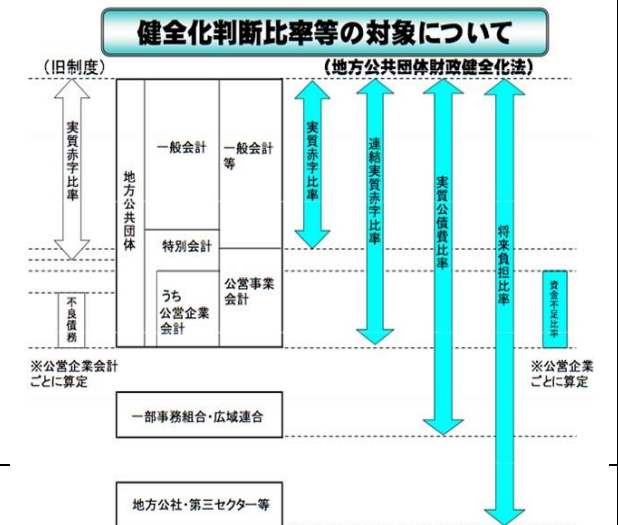 健全化判断比率等の対象について
（旧制度）
（地方公共団体財政健全化法）
実質赤字比率
地方公共団体
一般会計
一般会計
等
実質赤字比率
連結実質赤字比率
実質公債費比率
将来負担比率
特別会計
うち
公営企業
会計
公営事業
会計
不良債務
資金不足比率
※公営企業会計
ごとに算定
※公営企業
ごとに算定
一部事務組合・広域連合
地方公社・第三セクター等